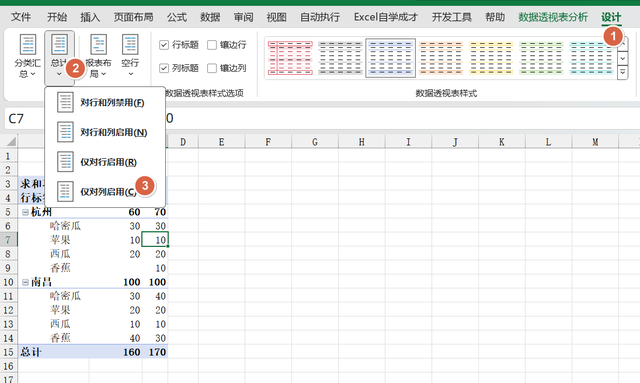 文件 开始 插入 页面布局 公式 数据 审阅 视图 自动执行 Excel自学成才 开发工具 帮助 数据透视表分析 设计
1
分类汇总 总计 报表布局 空行
2
行标题 镶边行
列标题 镶边列
数据透视表样式选项 数据透视表样式
对行和列禁用(F)
对行和列启用(N)
仅对行启用(R)
仅对列启用(C)
3
C7 0
D E F G H I J K L M
1
2
3 求和
4 行标
5 杭州 60 70
6 哈密瓜 30 30
7 苹果 10 10
8 西瓜 20 20
9 香蕉 10
10 南昌 100 100
11 哈密瓜 30 40
12 苹果 20 20
13 西瓜 10 10
14 香蕉 40 30
15 总计 160 170
16
17